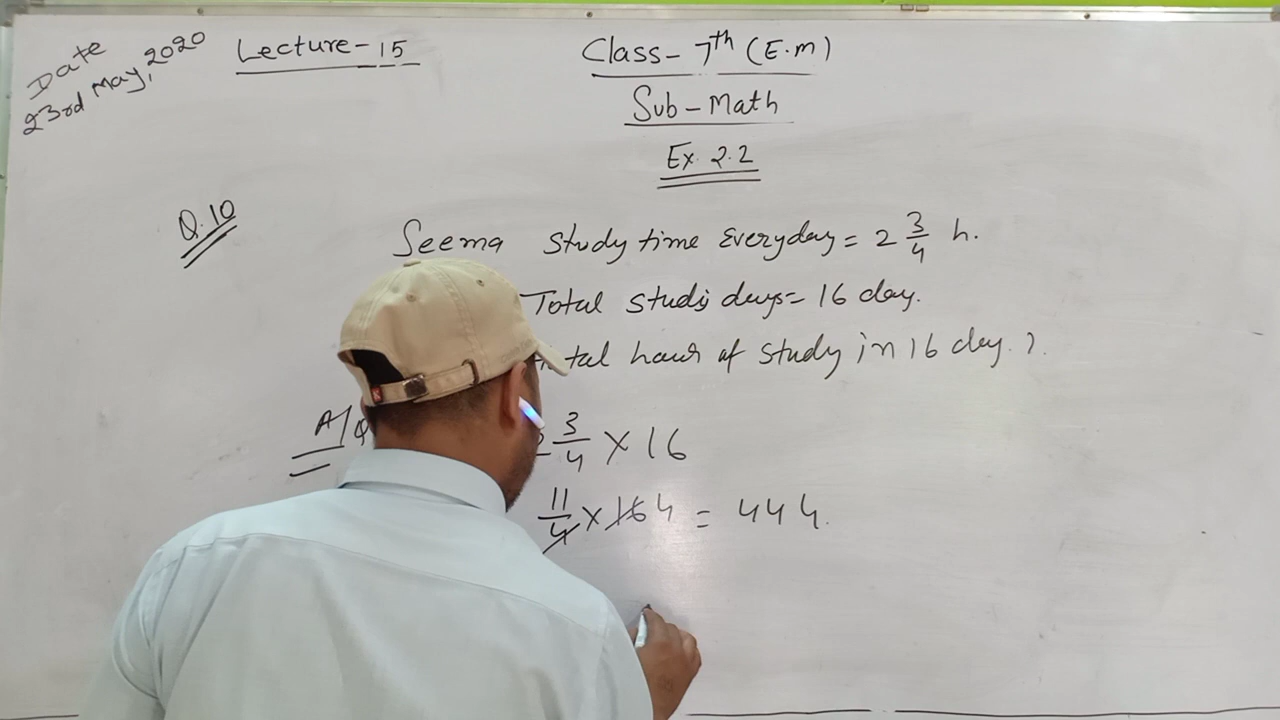 Date
23rd May, 2020
Lecture-15
Class-7th (E.m)
Sub-Math
Ex. 2.2
Q.10
Seema study time Everyday = 2 3/4 h.
Total study days = 16 day.
tal hour of study in 16 day. ?
A/Q
3/4 × 16
11/4 × 16 4 = 44 h.